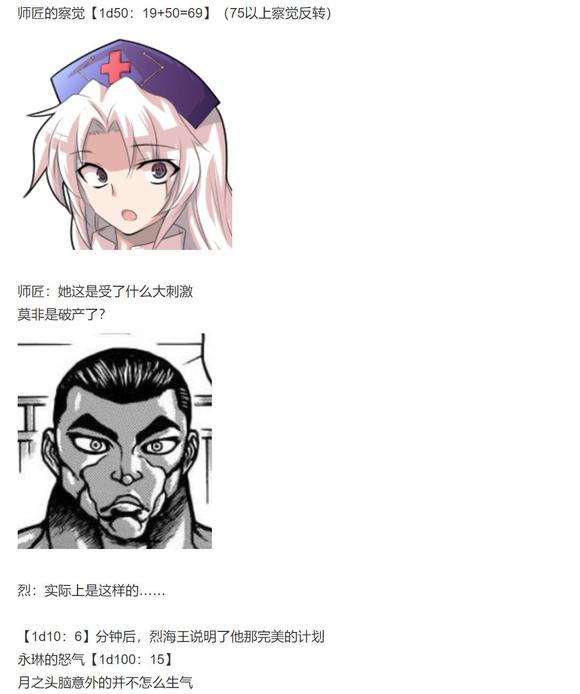 师匠的察觉【1d50：19+50=69】（75以上察觉反转）
师匠：她这是受了什么大刺激
莫非是破产了？
烈：实际上是这样的……
【1d10：6】分钟后，烈海王说明了他那完美的计划
永琳的怒气【1d100：15】
月之头脑意外的并不怎么生气